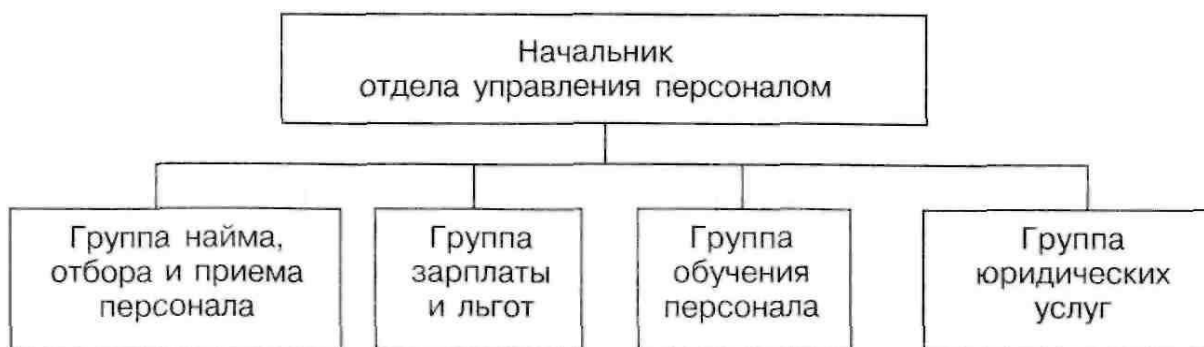 Начальник
отдела управления персоналом
Группа найма,
отбора и приема
персонала
Группа
зарплаты
и льгот
Группа
обучения
персонала
Группа
юридических
услуг